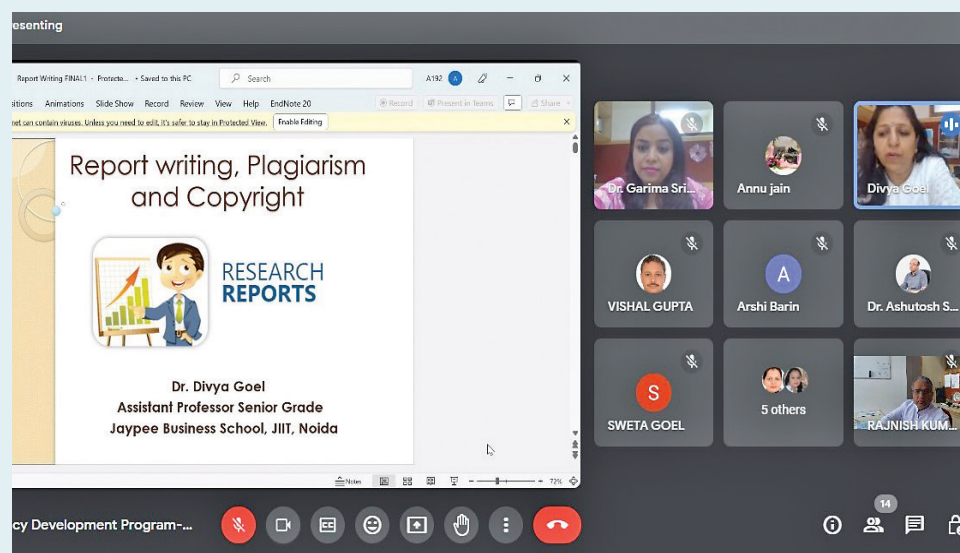 esenting
Report Writing FINAL1 - Protecte... • Saved to this PC
Search
A192 A
sitions Animations Slide Show Record Review View Help EndNote 20
Record Present in Teams Share
net can contain viruses. Unless you need to edit, it's safer to stay in Protected View. Enable Editing
Report writing, Plagiarism
and Copyright
RESEARCH
REPORTS
Dr. Divya Goel
Assistant Professor Senior Grade
Jaypee Business School, JIIT, Noida
Notes
72%
Dr. Garima Sri...
Annu jain
Divya Goel
VISHAL GUPTA
A
Arshi Barin
Dr. Ashutosh S...
S
SWETA GOEL
5 others
RAJNISH KUM...
cy Development Program-...
14